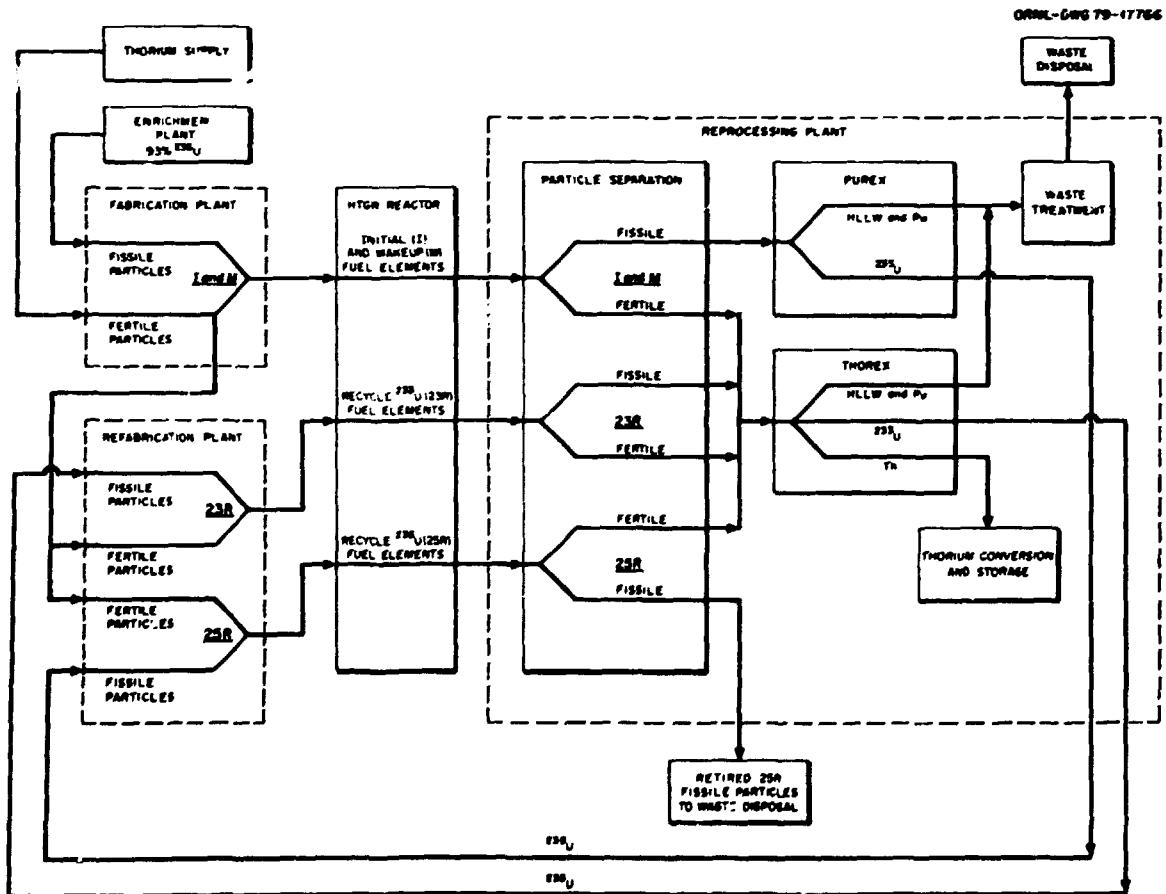 ORNL-DWG 79-17766
THORIUM SUPPLY
WASTE
DISPOSAL
ENRICHMENT
PLANT
93% ²³⁵U
REPROCESSING PLANT
FABRICATION PLANT
FISSILE
PARTICLES
I and M
FERTILE
PARTICLES
HTGR REACTOR
INITIAL (I)
AND MAKEUP (M)
FUEL ELEMENTS
RECYCLE ²³³U (23R)
FUEL ELEMENTS
RECYCLE ²³⁵U (25R)
FUEL ELEMENTS
PARTICLE SEPARATION
FISSILE
I and M
FERTILE
FISSILE
23R
FERTILE
FERTILE
25R
FISSILE
PUREX
HLLW and Pu
²³⁵U
WASTE
TREATMENT
THOREX
HLLW and Pu
²³³U
Th
THORIUM CONVERSION
AND STORAGE
REFABRICATION PLANT
FISSILE
PARTICLES
23R
FERTILE
PARTICLES
FERTILE
PARTICLES
25R
FISSILE
PARTICLES
RETIRED 25R
FISSILE PARTICLES
TO WASTE DISPOSAL